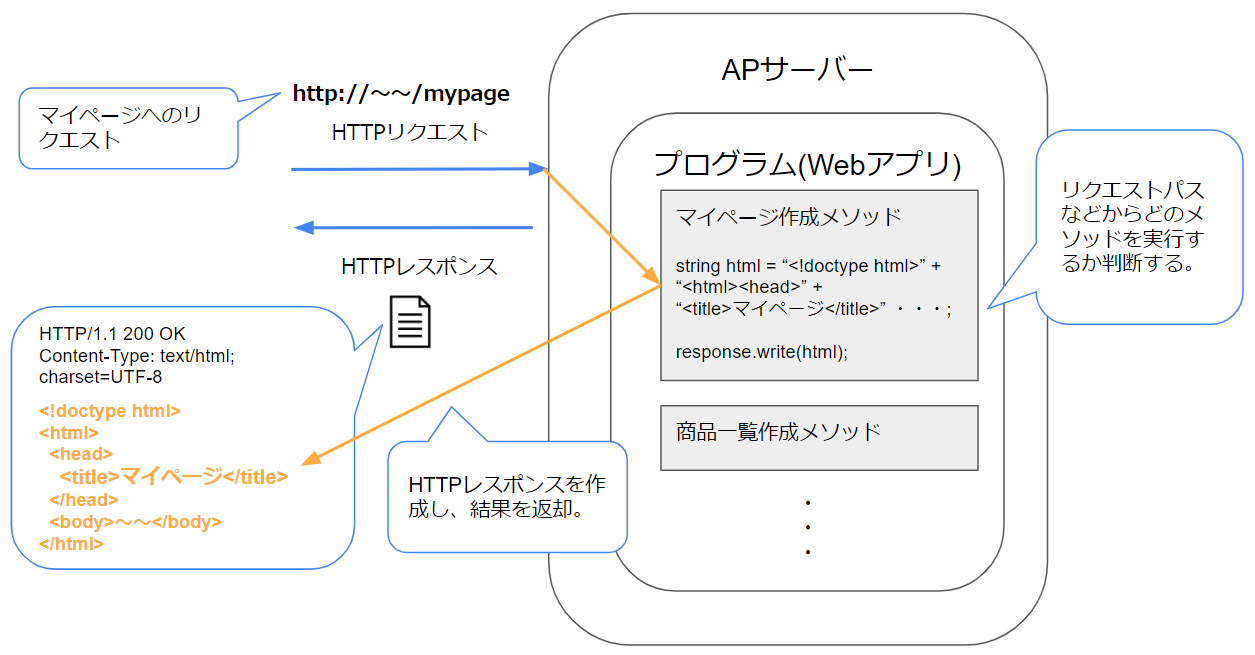 APサーバー
http://～～/mypage
マイページへのリ
クエスト
HTTPリクエスト
プログラム(Webアプリ)
リクエストパス
などからどのメ
ソッドを実行す
るか判断する。
マイページ作成メソッド
string html = “<!doctype html>” +
“<html><head>” +
“<title>マイページ</title>” ・・・;
response.write(html);
HTTPレスポンス
HTTP/1.1 200 OK
Content-Type: text/html;
charset=UTF-8
<!doctype html>
<html>
<head>
<title>マイページ</title>
</head>
<body>～～</body>
</html>
商品一覧作成メソッド
・
・
・
HTTPレスポンスを作
成し、結果を返却。